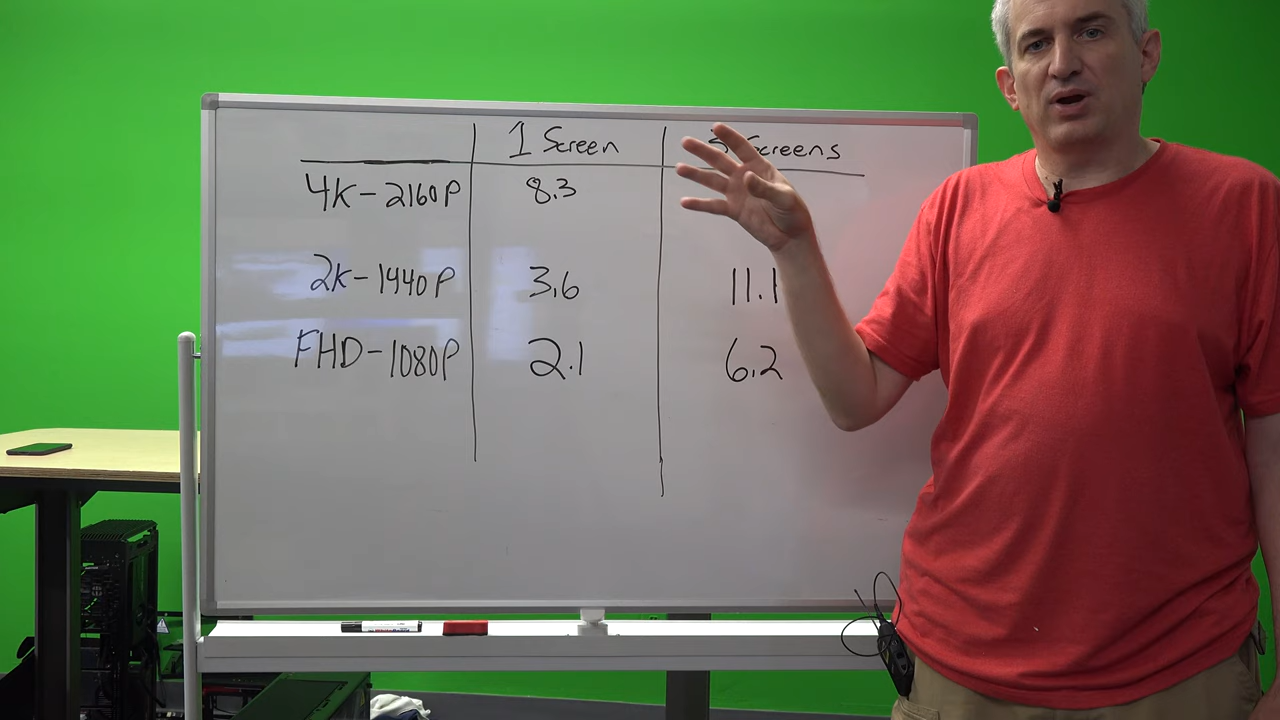 1 Screen Screens
4K-2160P 8.3
2K-1440P 3.6 11.1
FHD-1080P 2.1 6.2